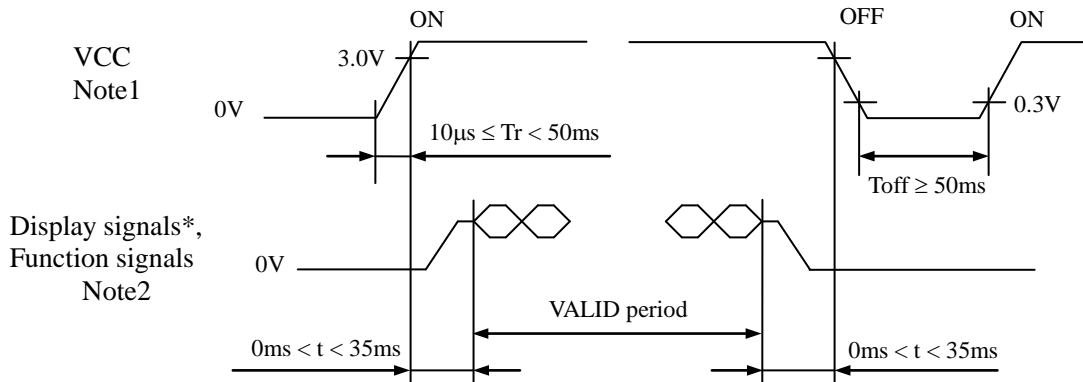 ON
OFF
ON
VCC
Note1
3.0V
0V
0.3V
10μs ≤ Tr < 50ms
Toff ≥ 50ms
Display signals*,
Function signals
Note2
0V
VALID period
0ms < t < 35ms
0ms < t < 35ms